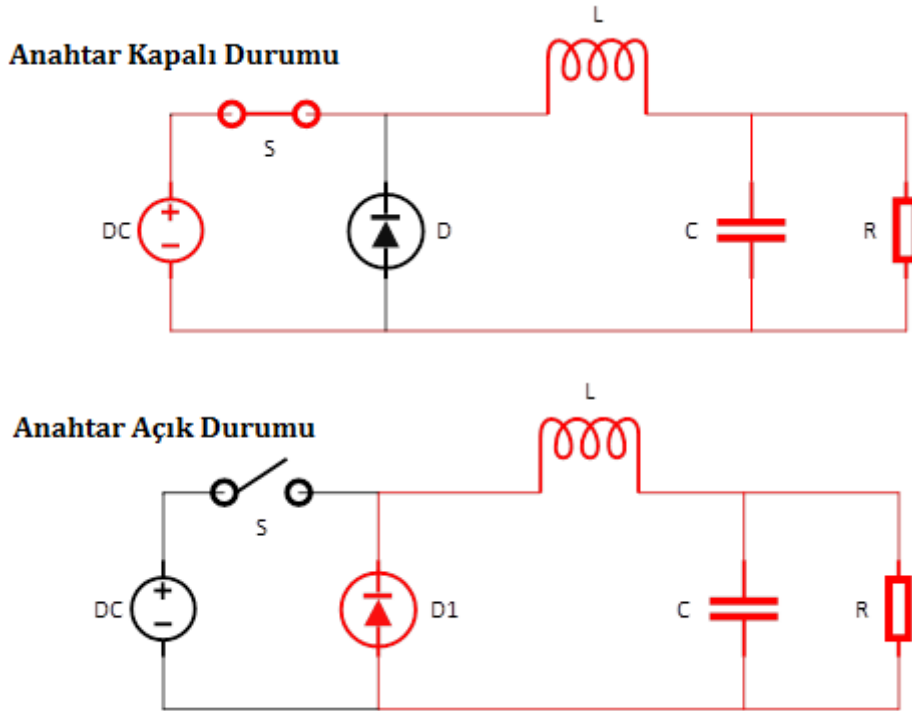 L
Anahtar Kapalı Durumu
S
DC
D
C
R
L
Anahtar Açık Durumu
S
DC
D1
C
R